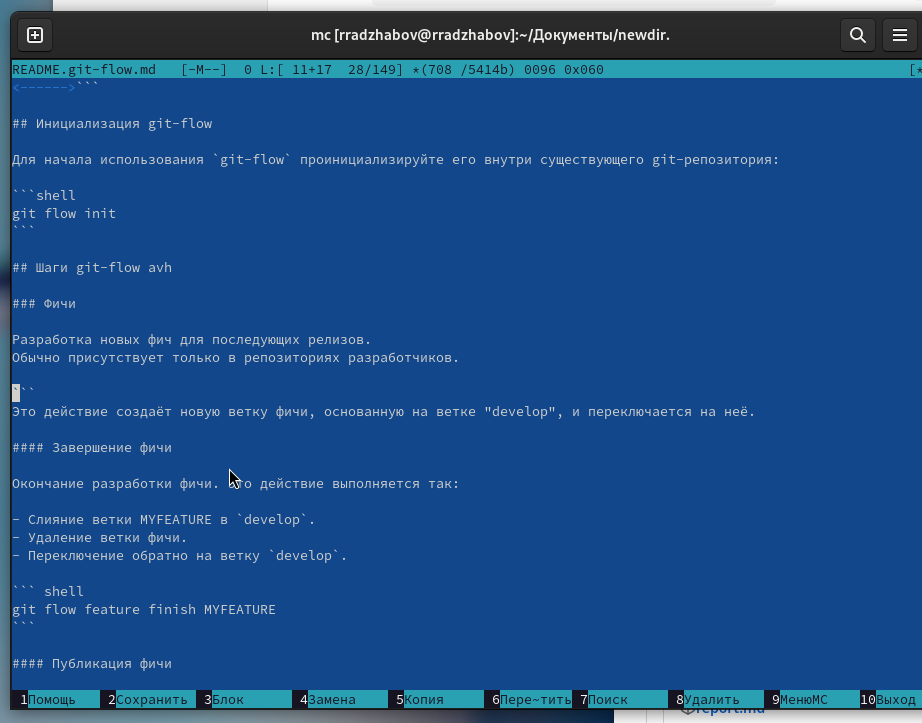 mc [rradzhabov@rradzhabov]:~/Документы/newdir.
README.git-flow.md   [-M--]  0 L:[ 11+17  28/149] *(708 /5414b) 0096 0x060   [*
<------>```
## Инициализация git-flow
Для начала использования `git-flow` проинициализируйте его внутри существующего git-репозитория:
```shell
git flow init
```
## Шаги git-flow avh
### Фичи
Разработка новых фич для последующих релизов.
Обычно присутствует только в репозиториях разработчиков.
```
Это действие создаёт новую ветку фичи, основанную на ветке "develop", и переключается на неё.
#### Завершение фичи
Окончание разработки фичи. Это действие выполняется так:
- Слияние ветки MYFEATURE в `develop`.
- Удаление ветки фичи.
- Переключение обратно на ветку `develop`.
``` shell
git flow feature finish MYFEATURE
```
#### Публикация фичи
1Помощь 2Сохранить 3Блок 4Замена 5Копия 6Пере~тить 7Поиск 8Удалить 9МенюMC 10Выход
report.md